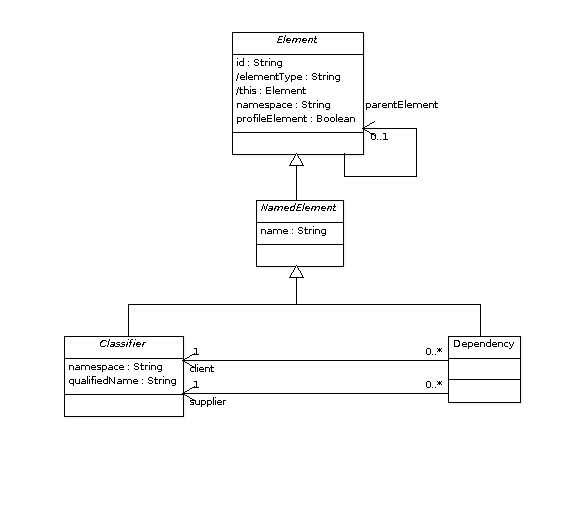 Element
id : String
/elementType : String
/this : Element
namespace : String
profileElement : Boolean
parentElement
0..1
NamedElement
name : String
Classifier
namespace : String
qualifiedName : String
1
client
0..*
1
supplier
0..*
Dependency